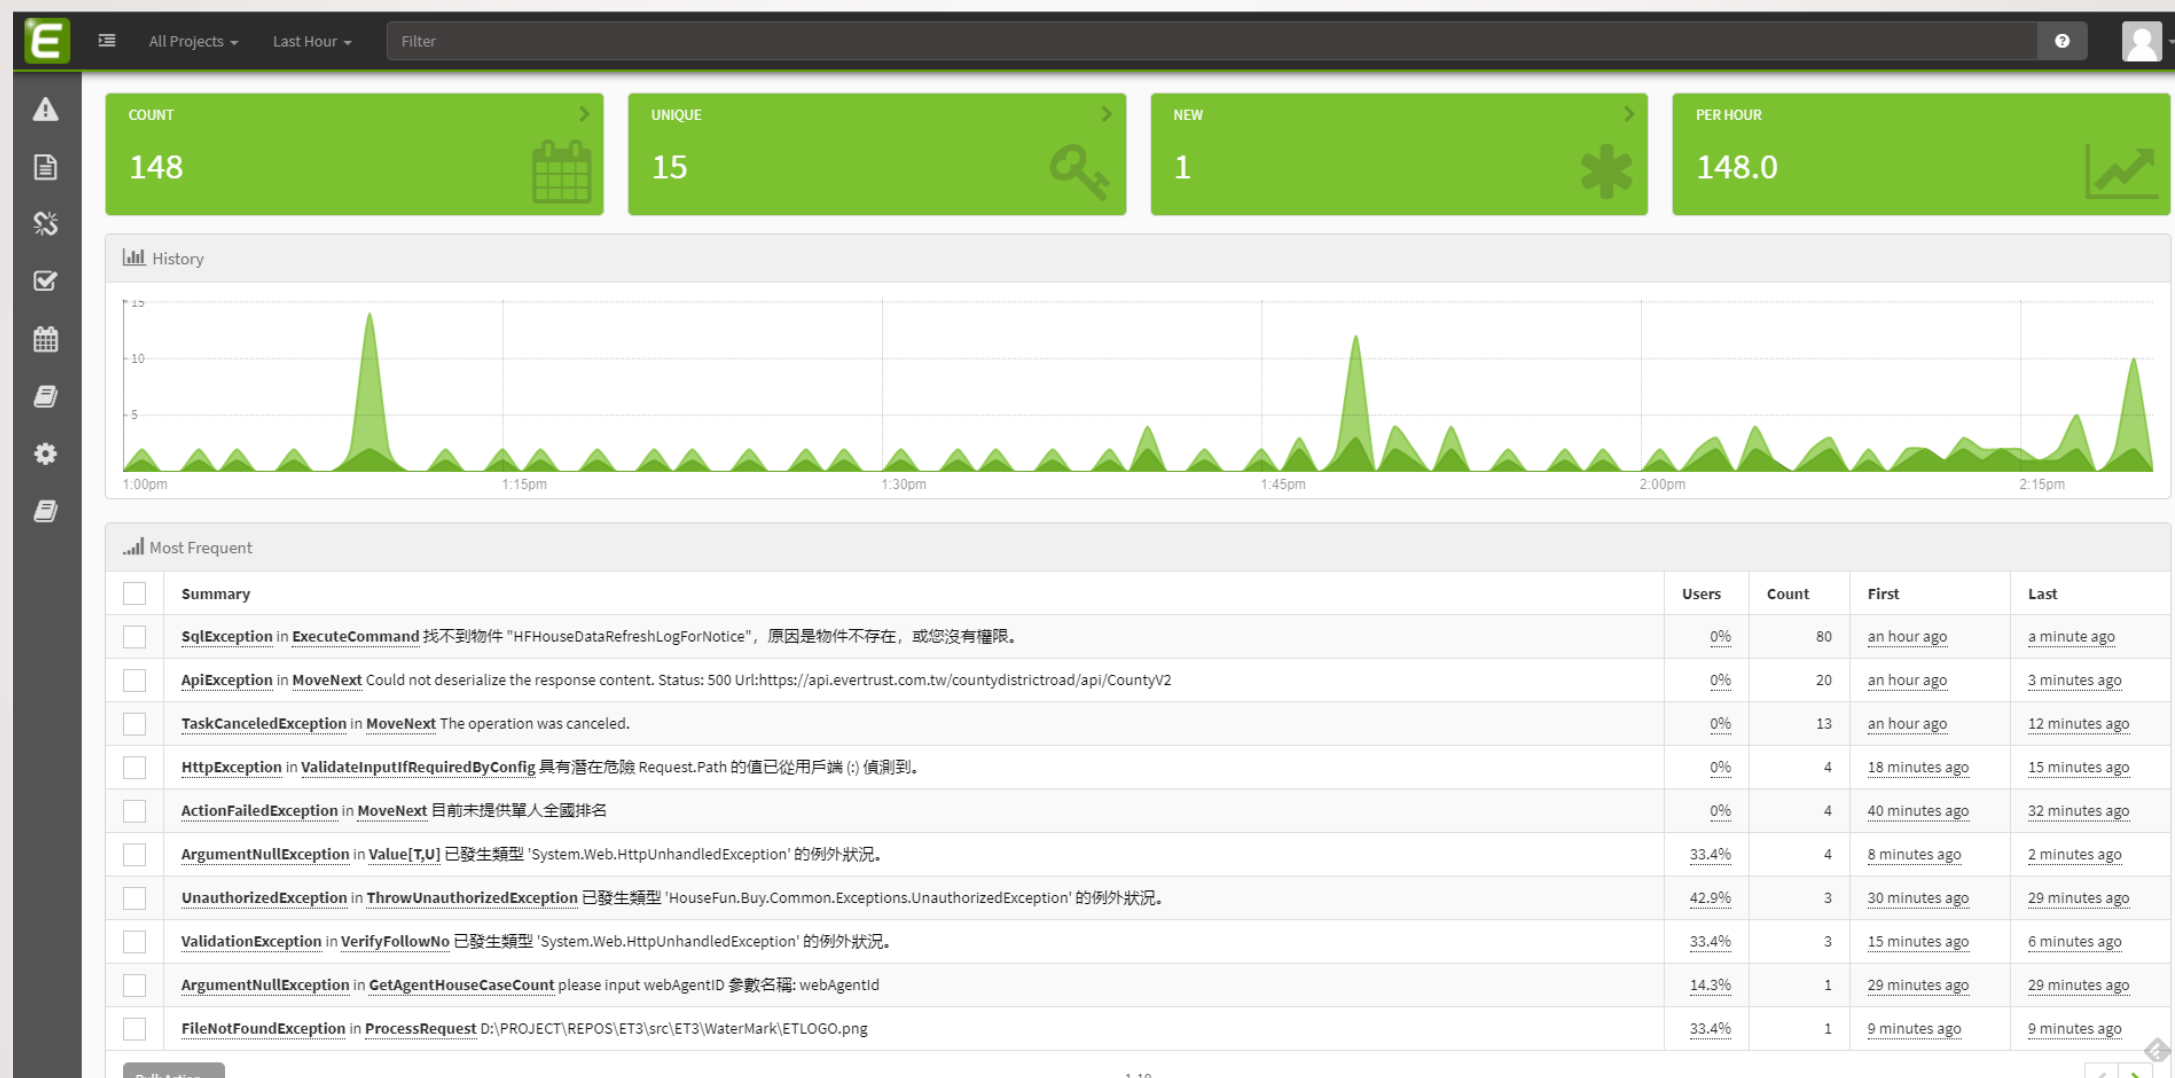 E
All Projects
Last Hour
Filter
COUNT
148
UNIQUE
15
NEW
1
PER HOUR
148.0
History
15
10
5
1:00pm 1:15pm 1:30pm 1:45pm 2:00pm 2:15pm
Most Frequent
Summary Users Count First Last
SqlException in ExecuteCommand 找不到物件 "HFHouseDataRefreshLogForNotice"，原因是物件不存在，或您沒有權限。 0% 80 an hour ago a minute ago
ApiException in MoveNext Could not deserialize the response content. Status: 500 Url:https://api.evertrust.com.tw/countydistrictroad/api/CountyV2 0% 20 an hour ago 3 minutes ago
TaskCanceledException in MoveNext The operation was canceled. 0% 13 an hour ago 12 minutes ago
HttpException in ValidateInputIfRequiredByConfig 具有潛在危險 Request.Path 的值已從用戶端 (:) 偵測到。 0% 4 18 minutes ago 15 minutes ago
ActionFailedException in MoveNext 目前未提供單人全國排名 0% 4 40 minutes ago 32 minutes ago
ArgumentNullException in Value[T,U] 已發生類型 'System.Web.HttpUnhandledException' 的例外狀況。 33.4% 4 8 minutes ago 2 minutes ago
UnauthorizedException in ThrowUnauthorizedException 已發生類型 'HouseFun.Buy.Common.Exceptions.UnauthorizedException' 的例外狀況。 42.9% 3 30 minutes ago 29 minutes ago
ValidationException in VerifyFollowNo 已發生類型 'System.Web.HttpUnhandledException' 的例外狀況。 33.4% 3 15 minutes ago 6 minutes ago
ArgumentNullException in GetAgentHouseCaseCount please input webAgentID 參數名稱: webAgentId 14.3% 1 29 minutes ago 29 minutes ago
FileNotFoundException in ProcessRequest D:\PROJECT\REPOS\ET3\src\ET3\WaterMark\ETLOGO.png 33.4% 1 9 minutes ago 9 minutes ago